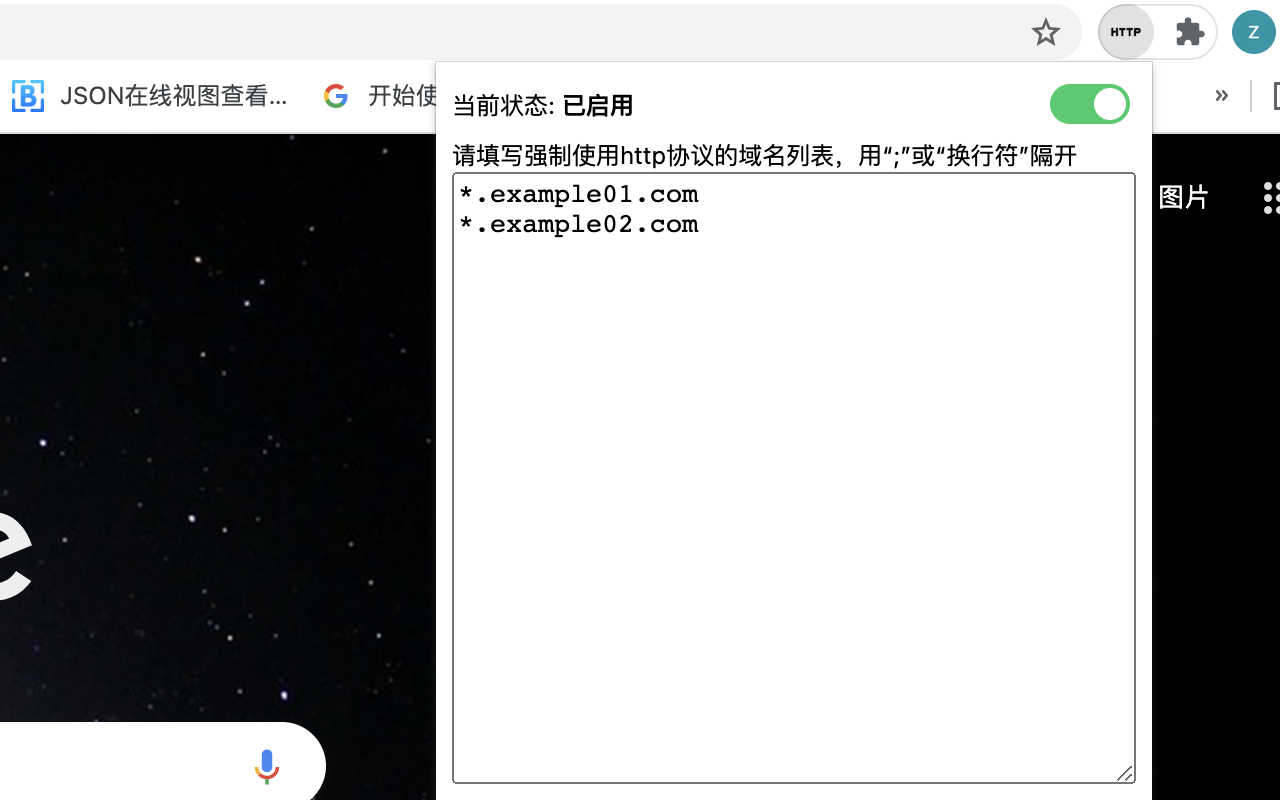 HTTP
Z
JSON在线视图查看...
开始使
»
当前状态: 已启用
请填写强制使用http协议的域名列表，用“;”或“换行符”隔开
*.example01.com
*.example02.com
图片
e